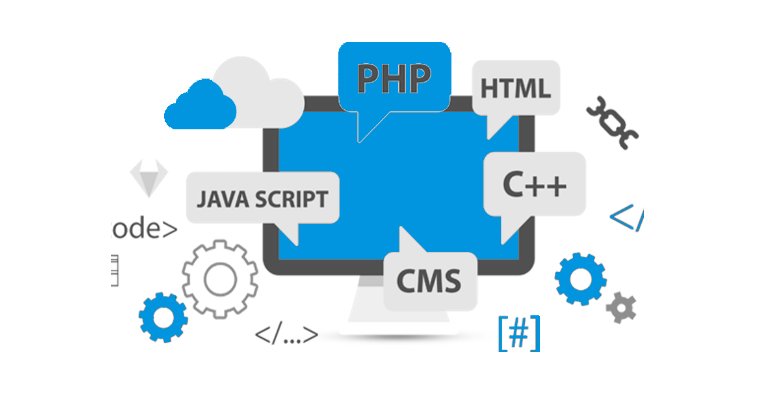 PHP
HTML
C++
JAVA SCRIPT
ode>
CMS
</...>
[#]
</